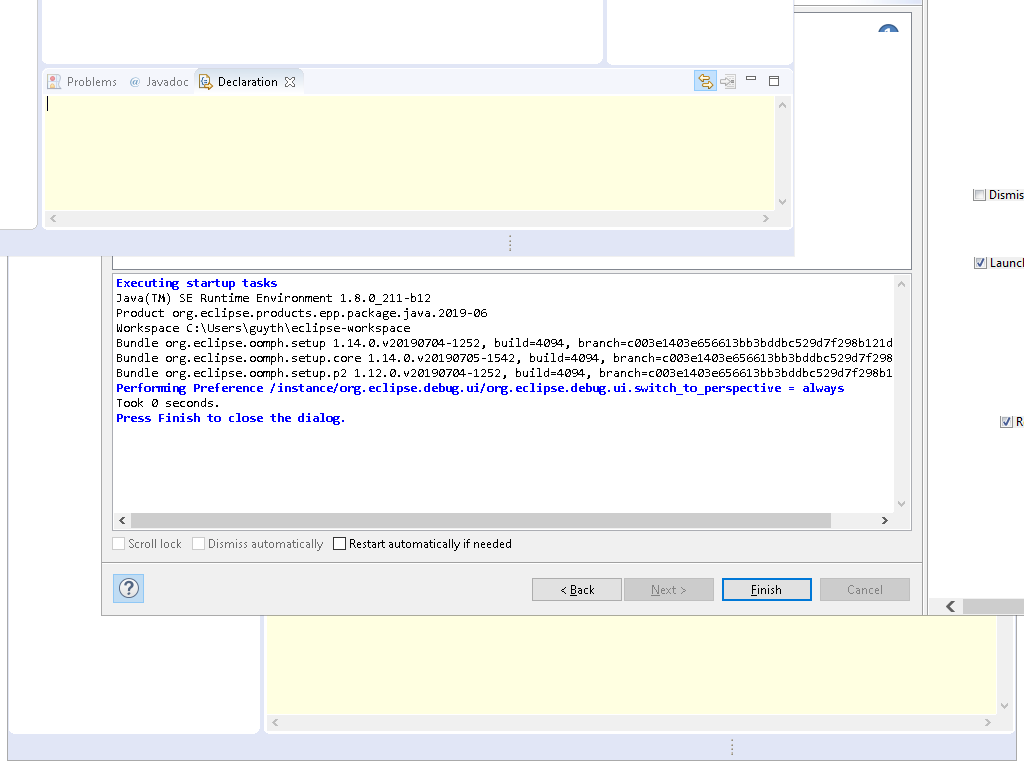 Problems @ Javadoc Declaration
Dismis
Launch
Executing startup tasks
Java(TM) SE Runtime Environment 1.8.0_211-b12
Product org.eclipse.products.epp.package.java.2019-06
Workspace C:\Users\guyth\eclipse-workspace
Bundle org.eclipse.oomph.setup 1.14.0.v20190704-1252, build=4094, branch=c003e1403e656613bb3bddbc529d7f298b121d
Bundle org.eclipse.oomph.setup.core 1.14.0.v20190705-1542, build=4094, branch=c003e1403e656613bb3bddbc529d7f298
Bundle org.eclipse.oomph.setup.p2 1.12.0.v20190704-1252, build=4094, branch=c003e1403e656613bb3bddbc529d7f298b1
Performing Preference /instance/org.eclipse.debug.ui/org.eclipse.debug.ui.switch_to_perspective = always
Took 0 seconds.
Press Finish to close the dialog.
R
Scroll lock Dismiss automatically Restart automatically if needed
? < Back Next > Finish Cancel